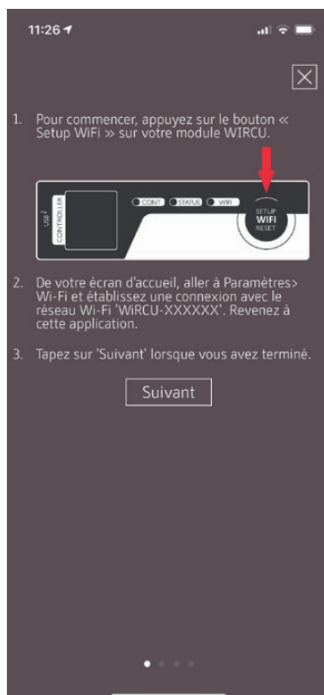 11:26
1. Pour commencer, appuyez sur le bouton «
Setup WiFi » sur votre module WIRCU.
USB
CONTROLLER
CONT STATUS WIFI
SETUP
WIFI
RESET
2. De votre écran d'accueil, aller à Paramètres>
Wi-Fi et établissez une connexion avec le
réseau Wi-Fi 'WiRCU-XXXXXX'. Revenez à
cette application.
3. Tapez sur 'Suivant' lorsque vous avez terminé.
Suivant